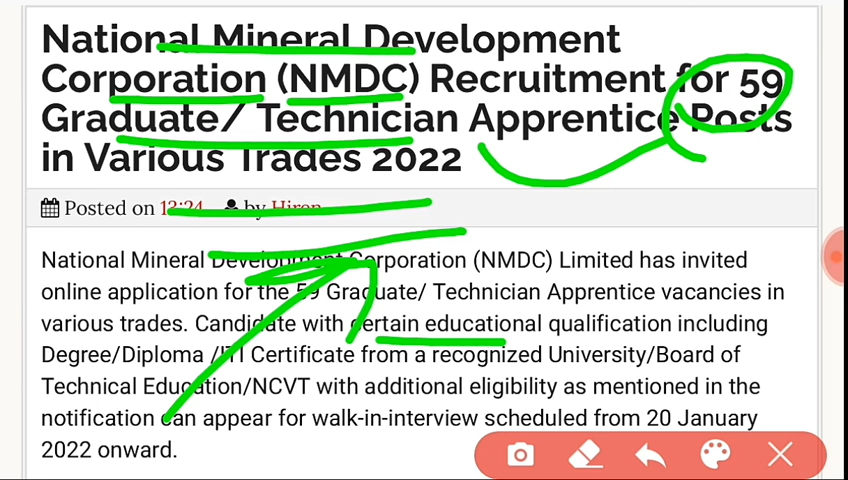 National Mineral Development
Corporation (NMDC) Recruitment for 59
Graduate/ Technician Apprentice Posts
in Various Trades 2022
Posted on 13:24 by Hiren
National Mineral Development Corporation (NMDC) Limited has invited
online application for the 59 Graduate/ Technician Apprentice vacancies in
various trades. Candidate with certain educational qualification including
Degree/Diploma /ITI Certificate from a recognized University/Board of
Technical Education/NCVT with additional eligibility as mentioned in the
notification can appear for walk-in-interview scheduled from 20 January
2022 onward.